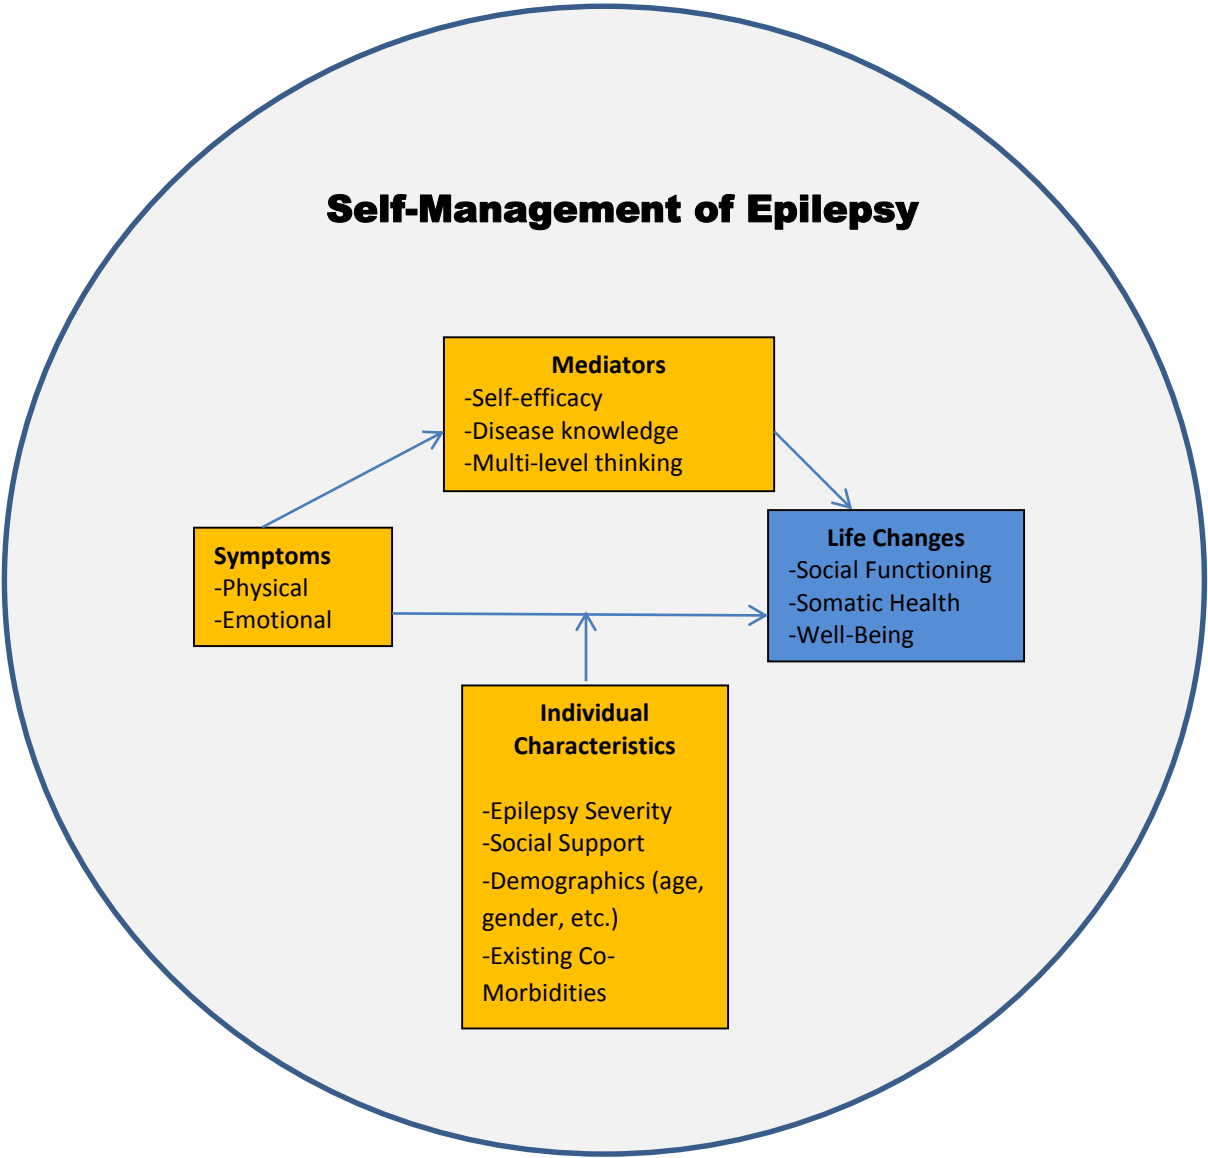 Self-Management of Epilepsy
Mediators
-Self-efficacy
-Disease knowledge
-Multi-level thinking
Symptoms
-Physical
-Emotional
Life Changes
-Social Functioning
-Somatic Health
-Well-Being
Individual
Characteristics
-Epilepsy Severity
-Social Support
-Demographics (age,
gender, etc.)
-Existing Co-
Morbidities